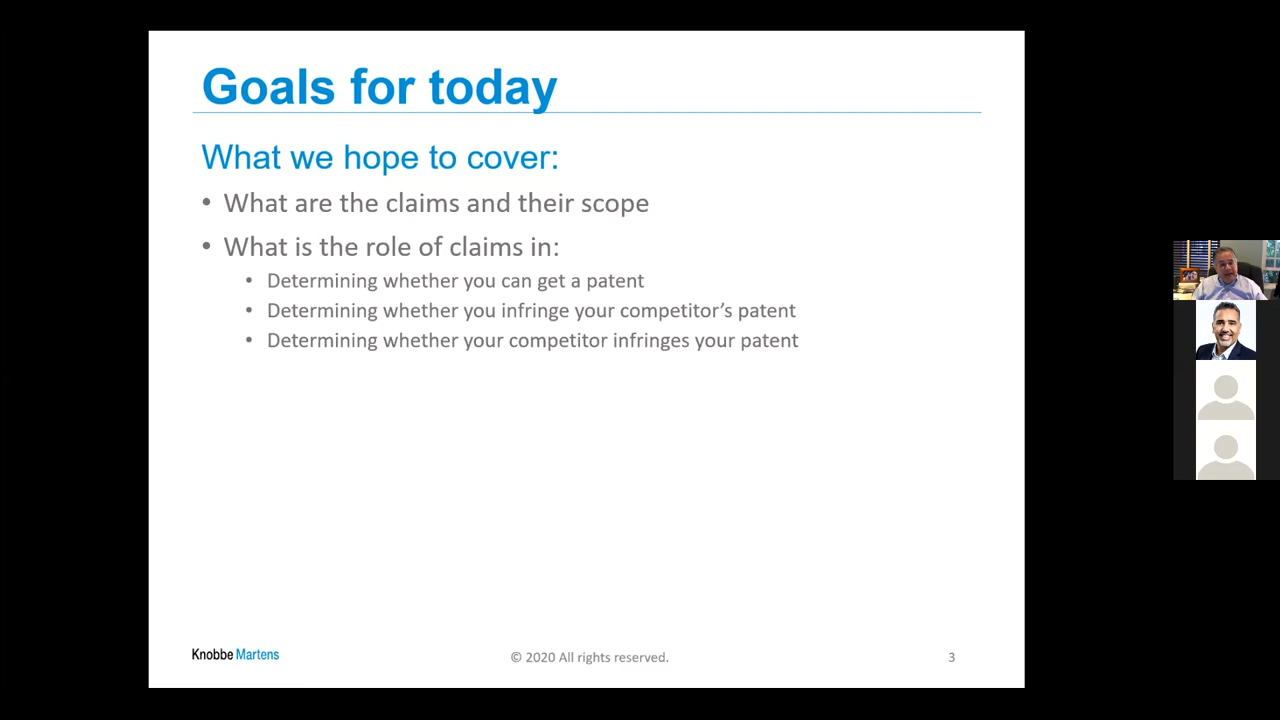 Goals for today
What we hope to cover:
• What are the claims and their scope
• What is the role of claims in:
• Determining whether you can get a patent
• Determining whether you infringe your competitor’s patent
• Determining whether your competitor infringes your patent
Knobbe Martens
© 2020 All rights reserved.
3